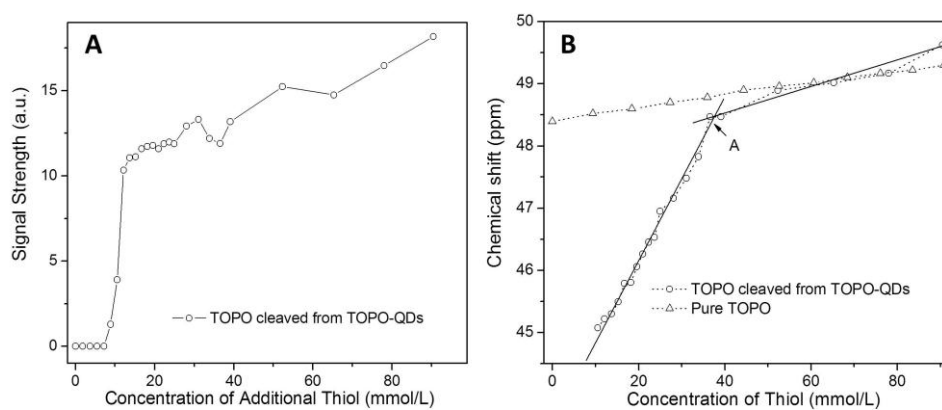 A
Signal Strength (a.u.)
15
10
5
0
TOPO cleaved from TOPO-QDs
0 20 40 60 80
Concentration of Additional Thiol (mmol/L)
B
Chemical shift (ppm)
50
49
48
47
46
45
A
TOPO cleaved from TOPO-QDs
Pure TOPO
0 20 40 60 80
Concentration of Thiol (mmol/L)